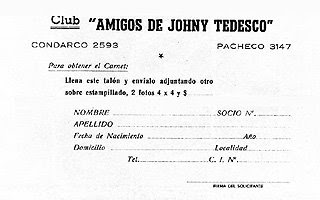 Club "AMIGOS DE JOHNY TEDESCO"
CONDARCO 2593 PACHECO 3147
*
Para obtener el Carnet:
Llena este talón y envíalo adjuntando otro
sobre estampillado, 2 fotos 4 x 4 y $
NOMBRE SOCIO Nº.
APELLIDO
Fecha de Nacimiento Año
Domicilio Localidad
Tel. C. I. Nº.
FIRMA DEL SOLICITANTE